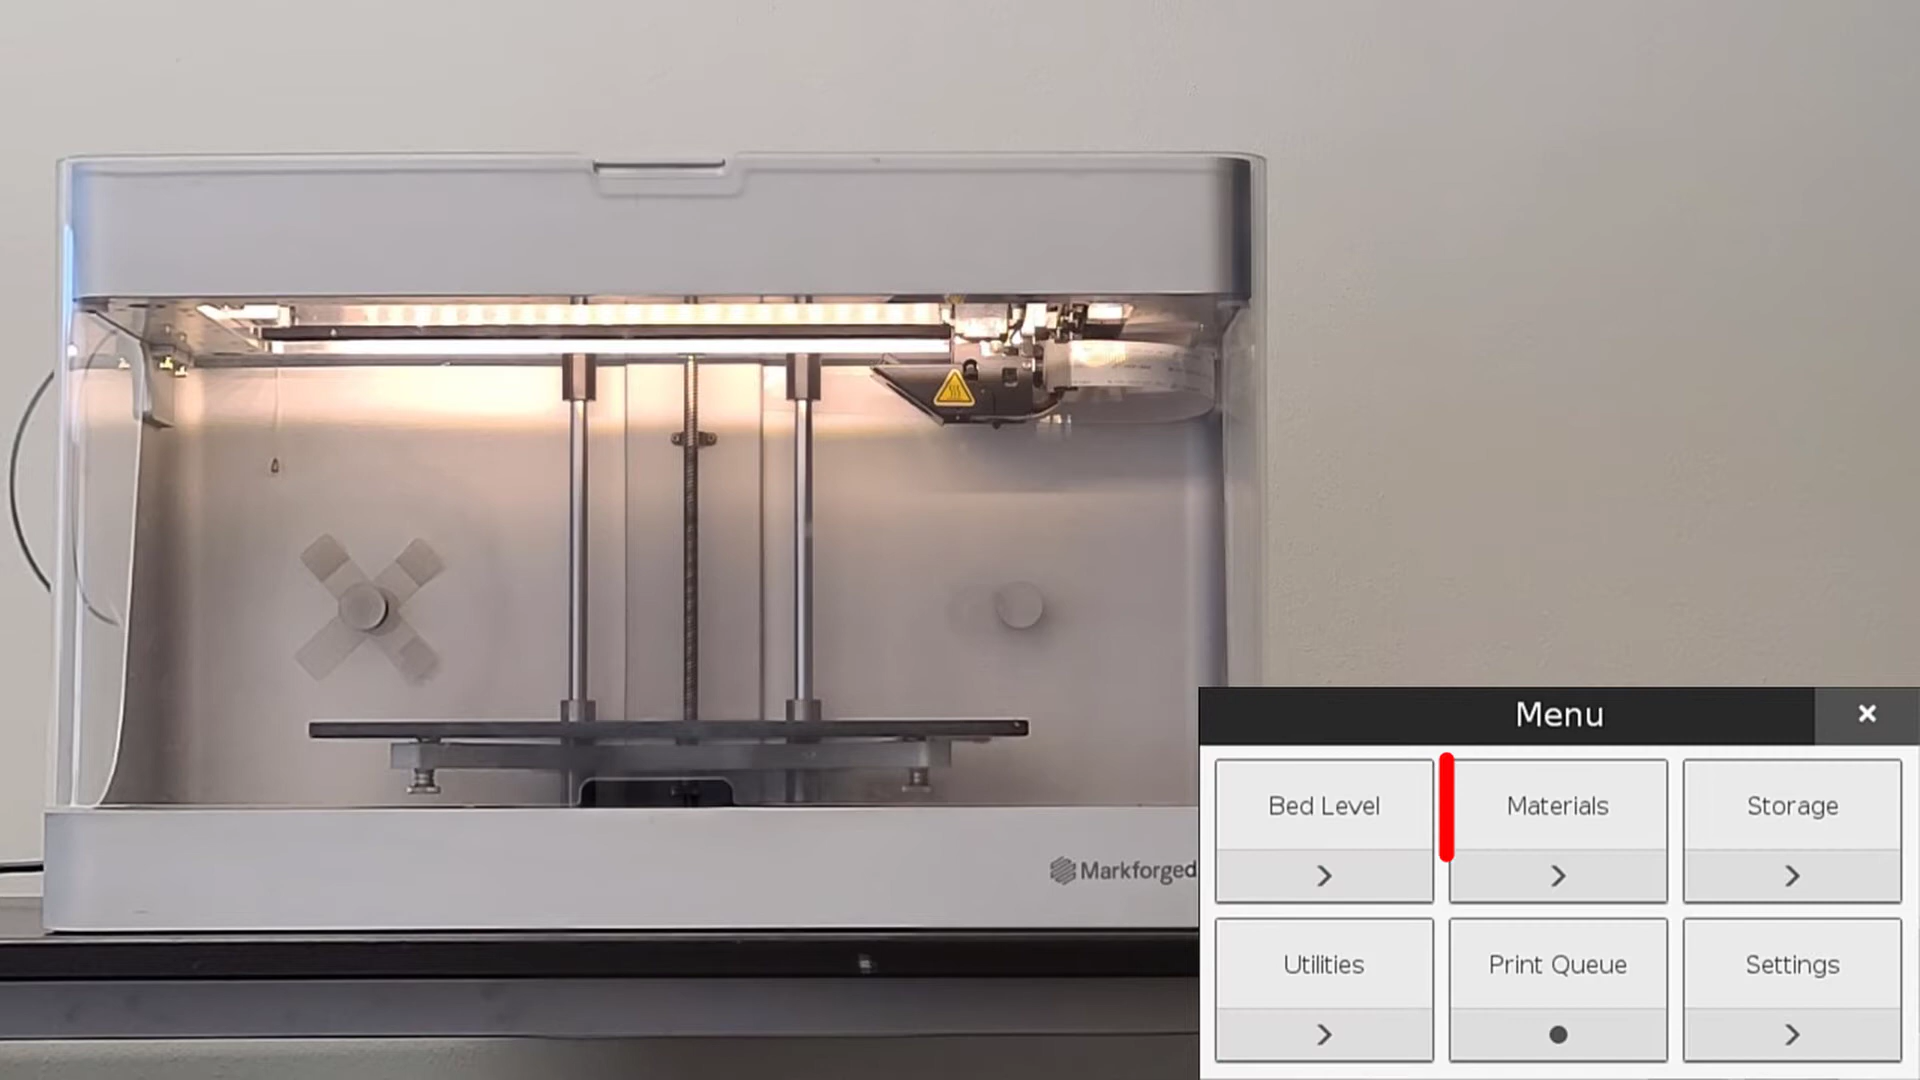 Markforged
Menu
Bed Level
Materials
Storage
Utilities
Print Queue
Settings